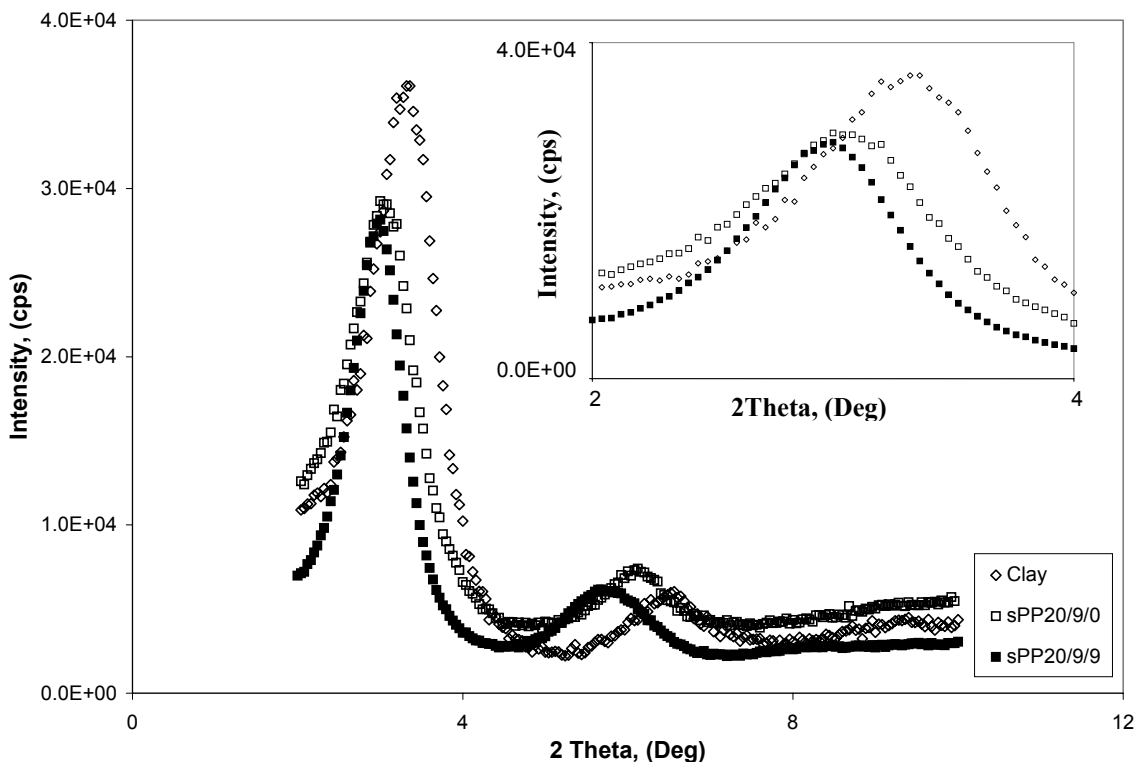 4.0E+04
3.0E+04
2.0E+04
1.0E+04
0.0E+00
Intensity, (cps)
0
4
8
12
2 Theta, (Deg)
4.0E+04
0.0E+00
Intensity, (cps)
2
4
2Theta, (Deg)
Clay
sPP20/9/0
sPP20/9/9